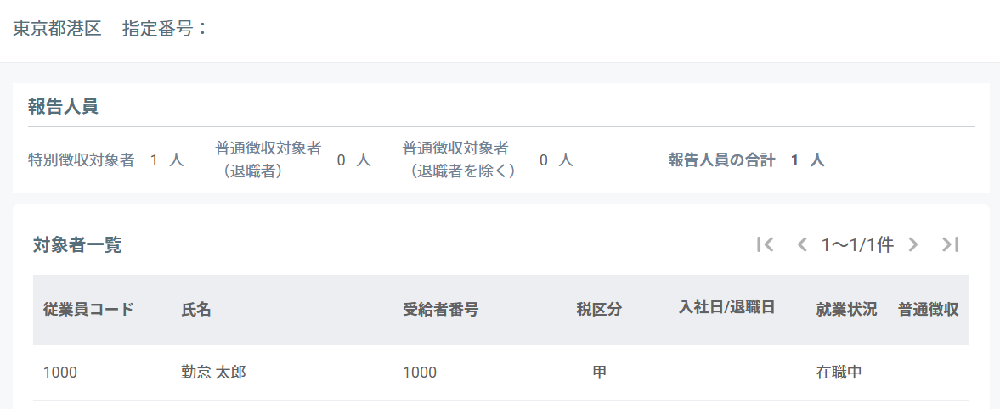 東京都港区　指定番号：
報告人員
特別徴収対象者 1 人 普通徴収対象者 0 人 普通徴収対象者 0 人 報告人員の合計 1 人
（退職者） （退職者を除く）
対象者一覧 1～1/1件
従業員コード 氏名 受給者番号 税区分 入社日/退職日 就業状況 普通徴収
1000 勤怠 太郎 1000 甲 在職中